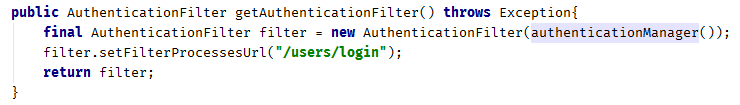 public AuthenticationFilter getAuthenticationFilter() throws Exception{
    final AuthenticationFilter filter = new AuthenticationFilter(authenticationManager());
    filter.setFilterProcessesUrl("/users/login");
    return filter;
}